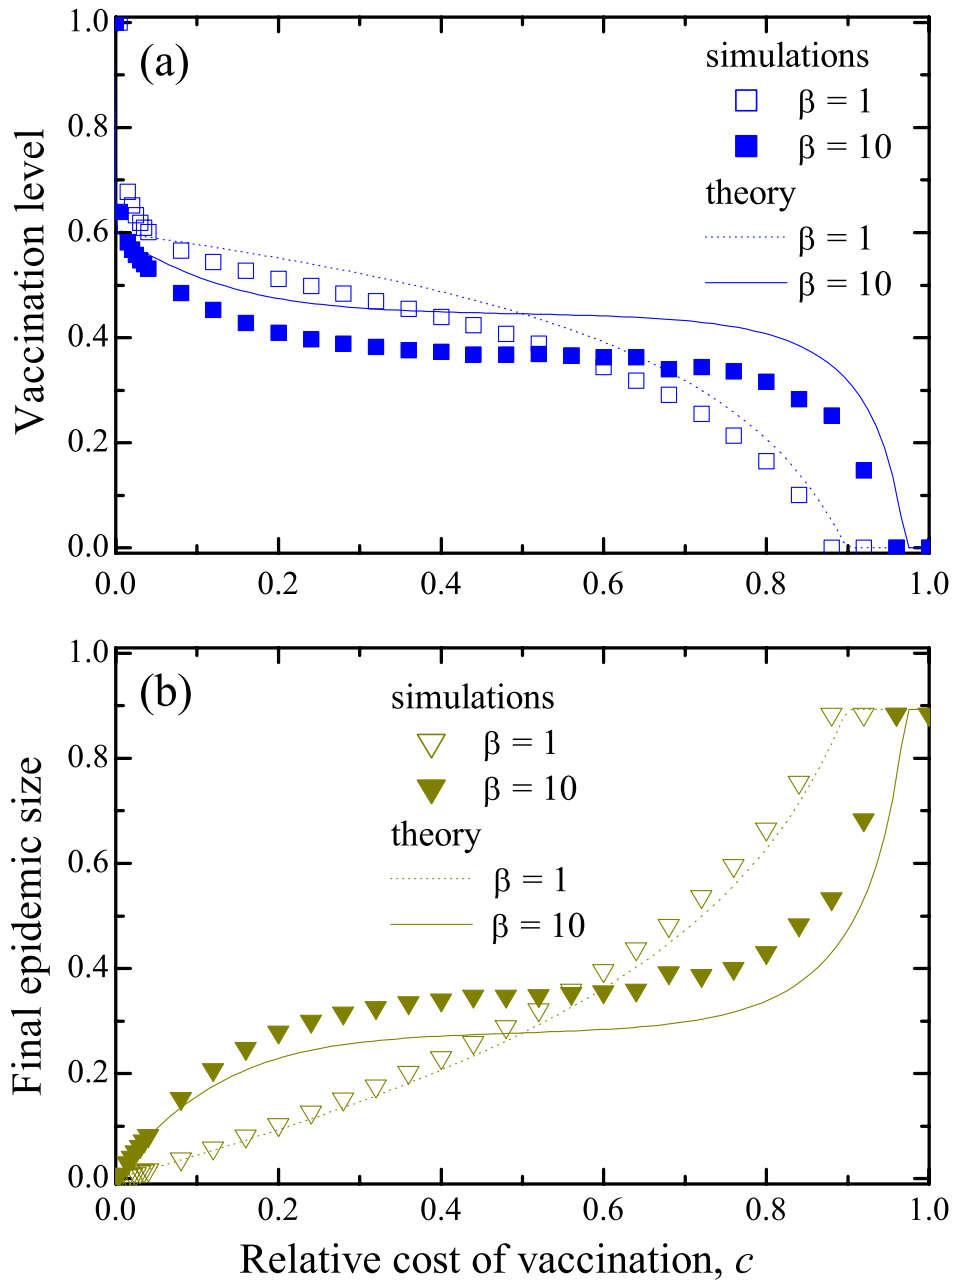 (a)
simulations
β = 1
β = 10
theory
β = 1
β = 10
Vaccination level
1.0
0.8
0.6
0.4
0.2
0.0
0.0 0.2 0.4 0.6 0.8 1.0
(b)
simulations
β = 1
β = 10
theory
β = 1
β = 10
Final epidemic size
1.0
0.8
0.6
0.4
0.2
0.0
0.0 0.2 0.4 0.6 0.8 1.0
Relative cost of vaccination, c